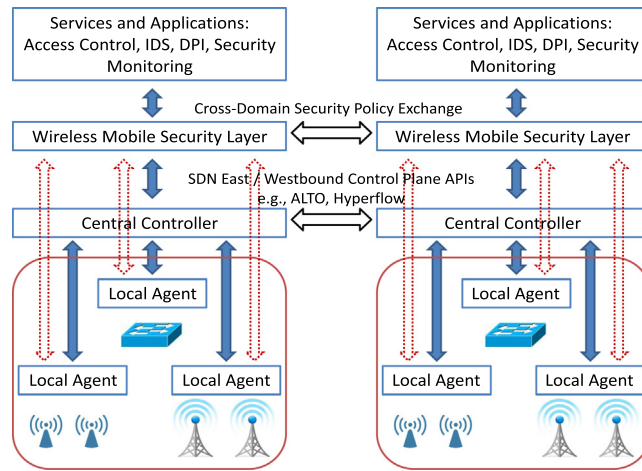 Services and Applications:
Access Control, IDS, DPI, Security
Monitoring
Services and Applications:
Access Control, IDS, DPI, Security
Monitoring
Cross-Domain Security Policy Exchange
Wireless Mobile Security Layer
Wireless Mobile Security Layer
SDN East / Westbound Control Plane APIs
e.g., ALTO, Hyperflow
Central Controller
Central Controller
Local Agent
Local Agent
Local Agent
Local Agent
Local Agent
Local Agent